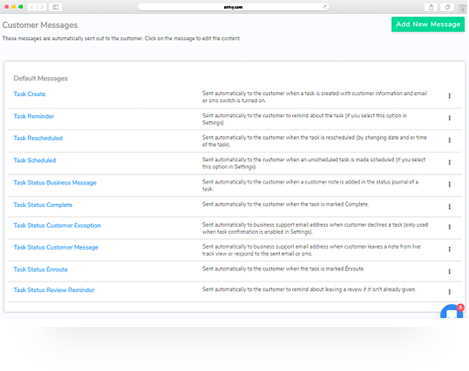 arrivy.com
Customer Messages
Add New Message
These messages are automatically sent out to the customer. Click on the message to edit the content
Default Messages
Task Create
Sent automatically to the customer when a task is created with customer information and email
or sms switch is turned on.
Task Reminder
Sent automatically to the customer to remind about the task (if you select this option in
Settings).
Task Rescheduled
Sent automatically to the customer when the task is rescheduled (by changing date and or time
of the task).
Task Scheduled
Sent automatically to the customer when an unscheduled task is made scheduled (if you select
this option in Settings).
Task Status Business Message
Sent automatically to the customer when a customer note is added in the status journal of a
task.
Task Status Complete
Sent automatically to the customer when the task is marked Complete.
Task Status Customer Exception
Sent automatically to business support email address when customer declines a task (only used
when task confirmation is enabled in Settings).
Task Status Customer Message
Sent automatically to business support email address when customer leaves a note from live
track view or respond to the sent email or sms.
Task Status Enroute
Sent automatically to the customer when the task is marked Enroute.
Task Status Review Reminder
Sent automatically to the customer to remind about leaving a revew if it isn't already given.